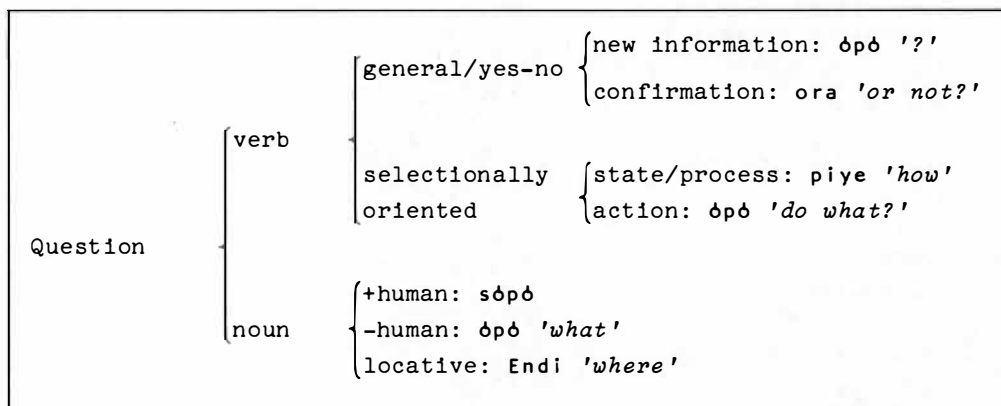 new information: ópó '?'
general/yes-no
confirmation: ora 'or not?'
verb
selectionally state/process: piye 'how'
oriented action: ópó 'do what?'
Question
+human: sópó
noun -human: ópó 'what'
locative: Endi 'where'